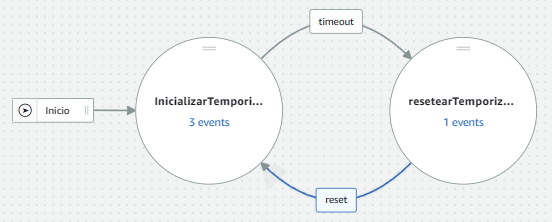 timeout
Inicio
InicializarTempori...
3 events
resetearTemporiz...
1 events
reset